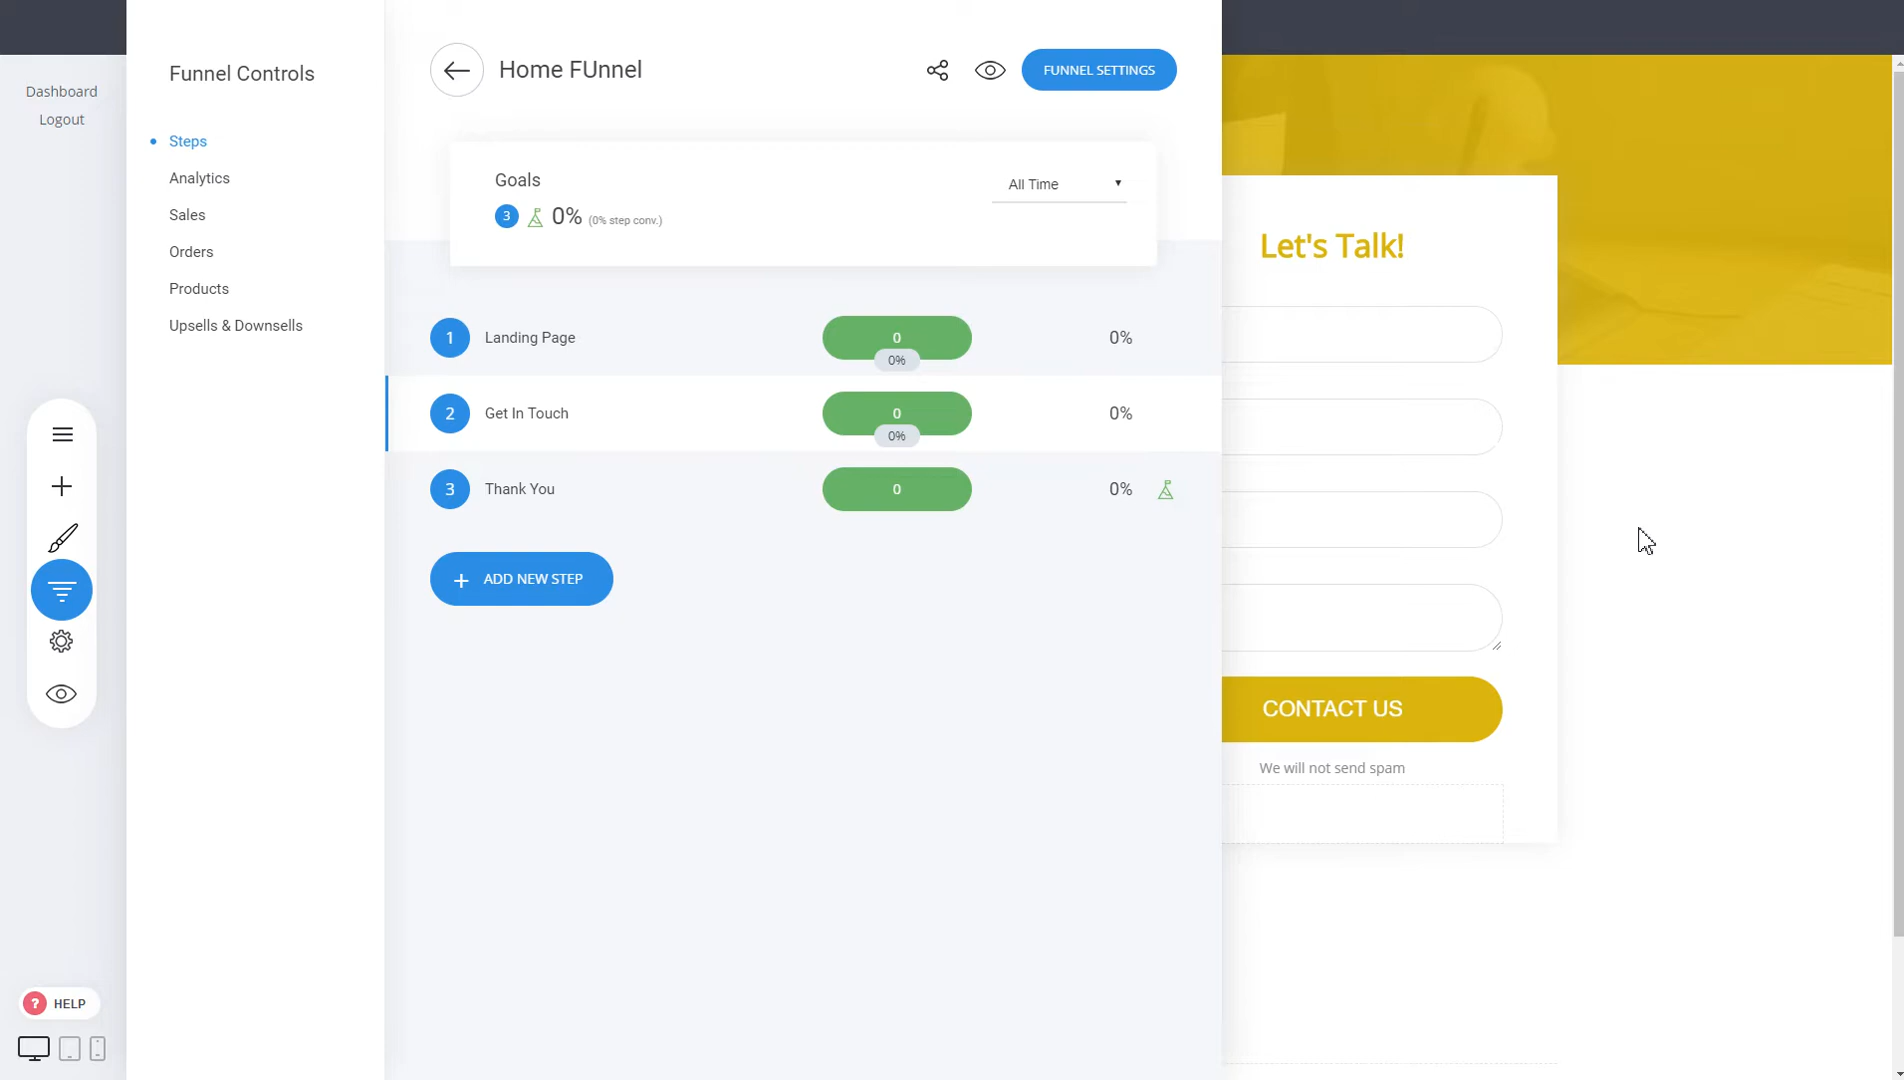 Dashboard
Logout
Funnel Controls
Steps
Analytics
Sales
Orders
Products
Upsells & Downsells
? HELP
Home FUnnel
FUNNEL SETTINGS
Goals
3 0% (0% step conv.)
All Time
1 Landing Page 0 0%
0%
2 Get In Touch 0 0%
0%
3 Thank You 0 0%
+ ADD NEW STEP
Let's Talk!
CONTACT US
We will not send spam